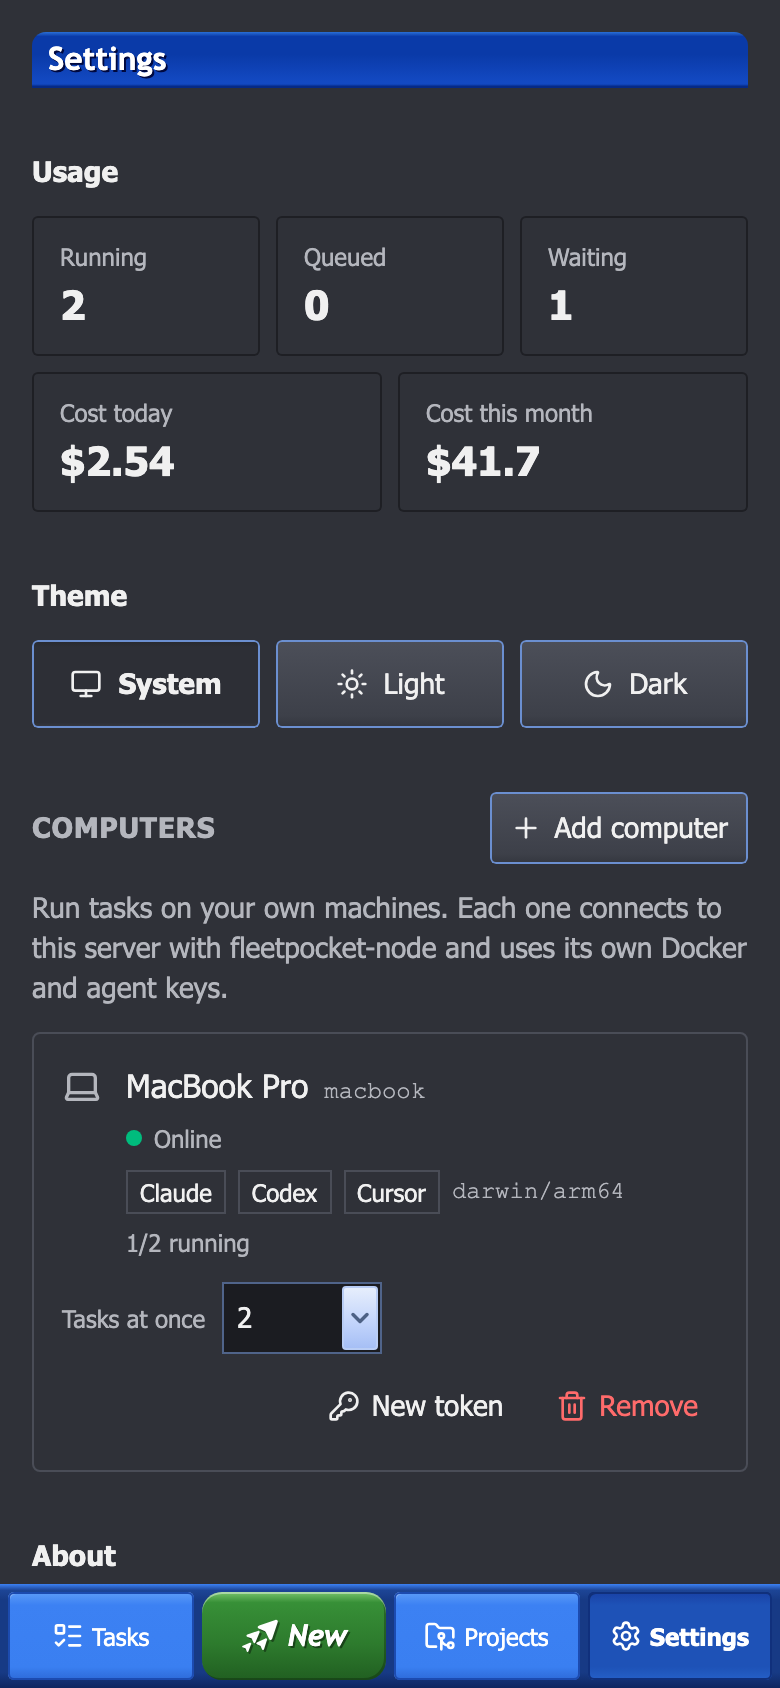 Settings
Usage
Running
2
Queued
0
Waiting
1
Cost today
$2.54
Cost this month
$41.7
Theme
System
Light
Dark
COMPUTERS
Add computer
Run tasks on your own machines. Each one connects to
this server with fleetpocket-node and uses its own Docker
and agent keys.
MacBook Pro macbook
Online
Claude Codex Cursor darwin/arm64
1/2 running
Tasks at once 2
New token
Remove
About
Tasks
New
Projects
Settings